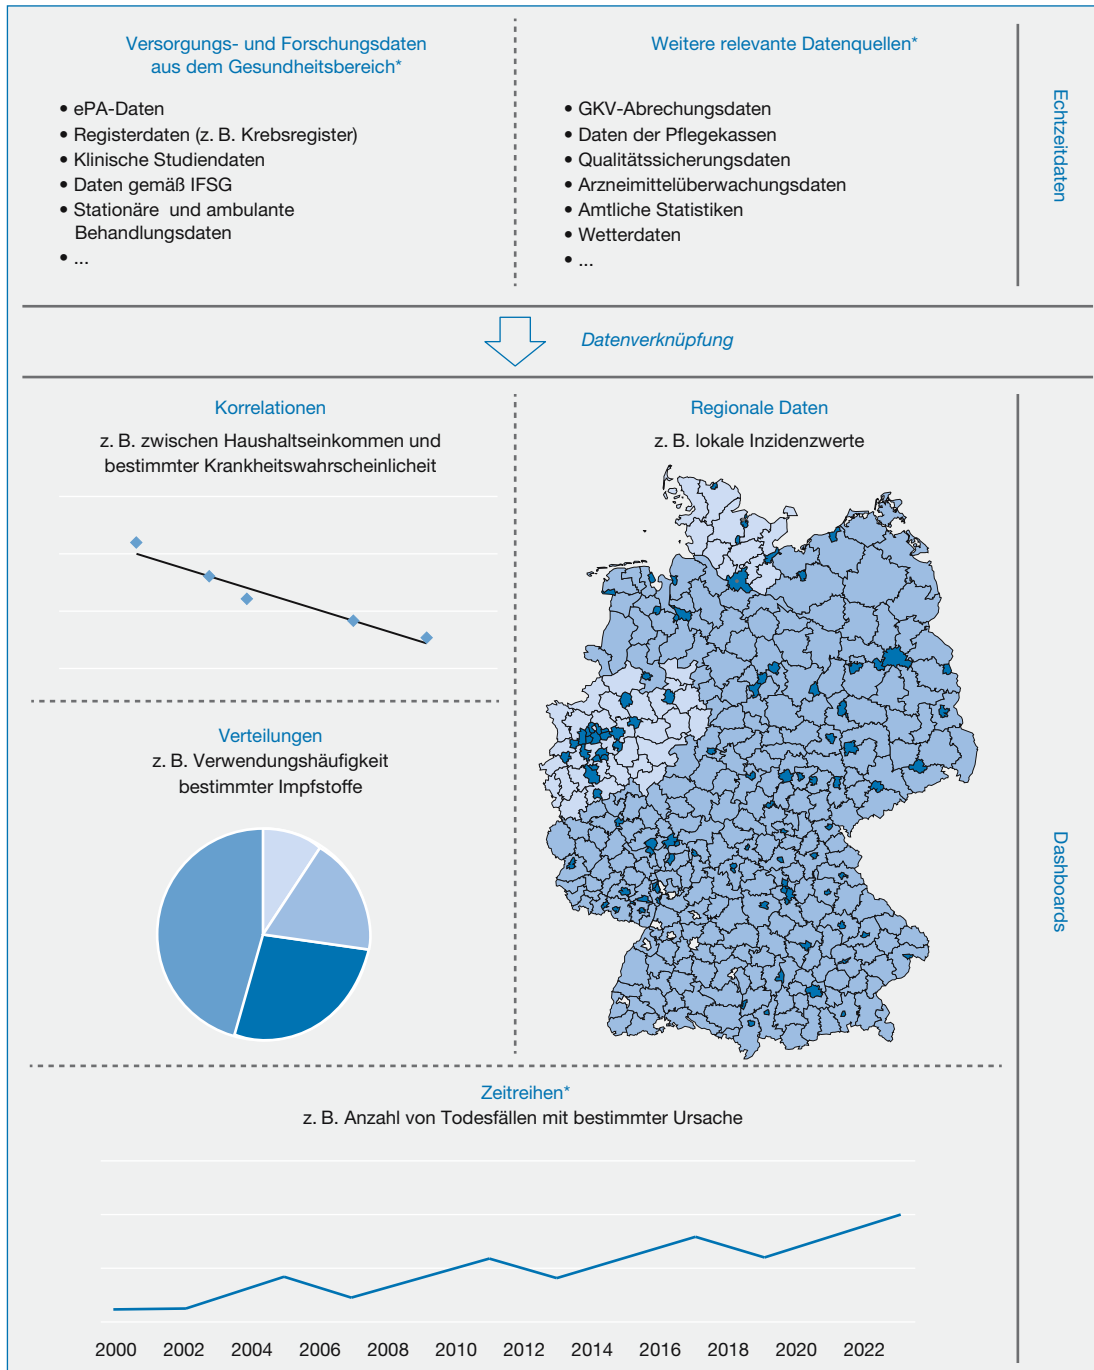 Versorgungs- und Forschungsdaten
aus dem Gesundheitsbereich*
• ePA-Daten
• Registerdaten (z. B. Krebsregister)
• Klinische Studiendaten
• Daten gemäß IFSG
• Stationäre und ambulante
Behandlungsdaten
• ...
Weitere relevante Datenquellen*
• GKV-Abrechungsdaten
• Daten der Pflegekassen
• Qualitätssicherungsdaten
• Arzneimittelüberwachungsdaten
• Amtliche Statistiken
• Wetterdaten
• ...
Echtzeitdaten
Datenverknüpfung
Korrelationen
z. B. zwischen Haushaltseinkommen und
bestimmter Krankheitswahrscheinlicheit
Regionale Daten
z. B. lokale Inzidenzwerte
Verteilungen
z. B. Verwendungshäufigkeit
bestimmter Impfstoffe
Dashboards
Zeitreihen*
z. B. Anzahl von Todesfällen mit bestimmter Ursache
2000 2002 2004 2006 2008 2010 2012 2014 2016 2018 2020 2022